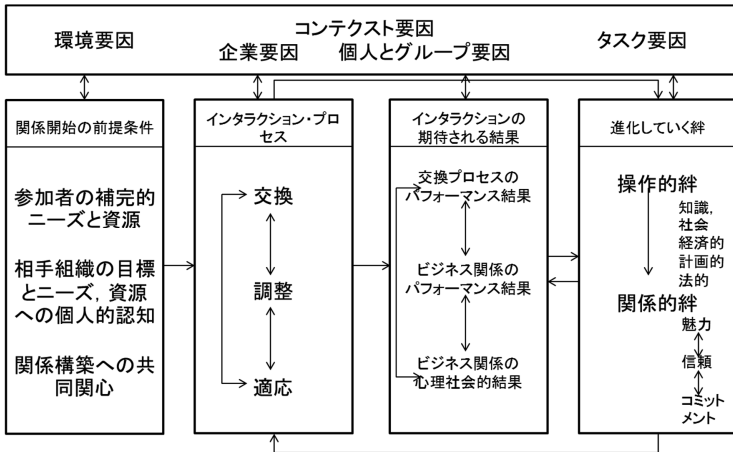 コンテクスト要因
環境要因
企業要因
個人とグループ要因
タスク要因
関係開始の前提条件
参加者の補完的
ニーズと資源
相手組織の目標
とニーズ, 資源
への個人的認知
関係構築への共
同関心
インタラクション・プロ
セス
交換
調整
適応
インタラクションの
期待される結果
交換プロセスの
パフォーマンス結果
ビジネス関係の
パフォーマンス結果
ビジネス関係の
心理社会的結果
進化していく絆
操作的絆
知識,
社会
経済的
計画的
法的
関係的絆
魅力
信頼
コミット
メント